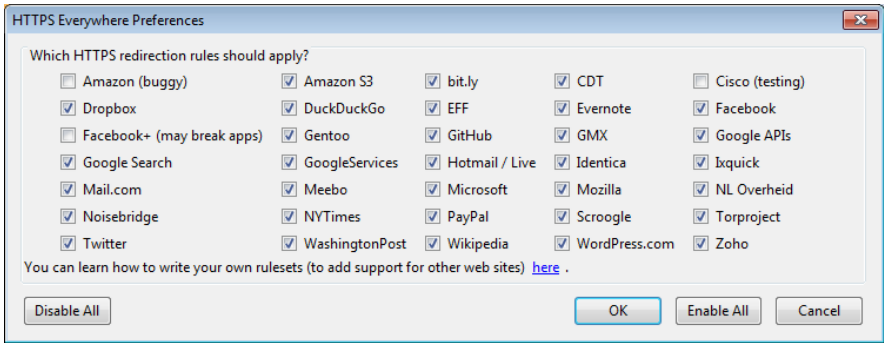 HTTPS Everywhere Preferences
Which HTTPS redirection rules should apply?
Amazon (buggy) Amazon S3 bit.ly CDT Cisco (testing)
Dropbox DuckDuckGo EFF Evernote Facebook
Facebook+ (may break apps) Gentoo GitHub GMX Google APIs
Google Search GoogleServices Hotmail / Live Identica Ixquick
Mail.com Meebo Microsoft Mozilla NL Overheid
Noisebridge NYTimes PayPal Scroogle Torproject
Twitter WashingtonPost Wikipedia WordPress.com Zoho
You can learn how to write your own rulesets (to add support for other web sites) here .
Disable All OK Enable All Cancel